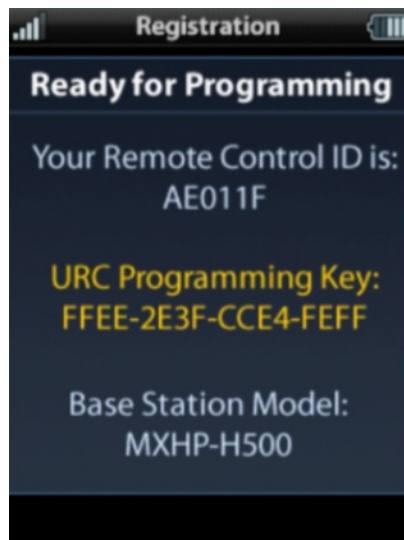 Registration
Ready for Programming
Your Remote Control ID is:
AE011F
URC Programming Key:
FFEE-2E3F-CCE4-FEFF
Base Station Model:
MXHP-H500